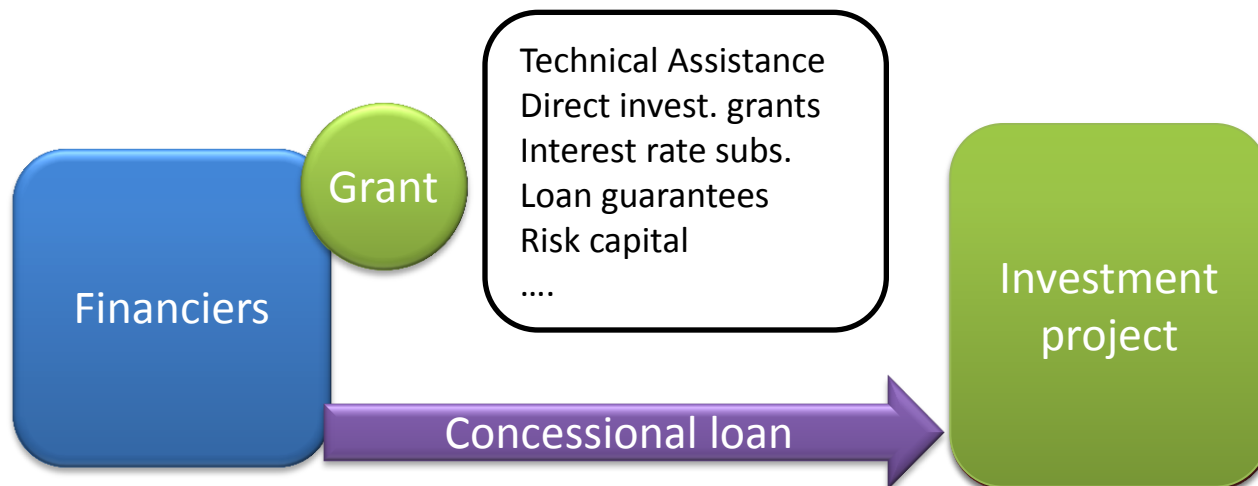 Financiers
Grant
Technical Assistance
Direct invest. grants
Interest rate subs.
Loan guarantees
Risk capital
....
Concessional loan
Investment
project